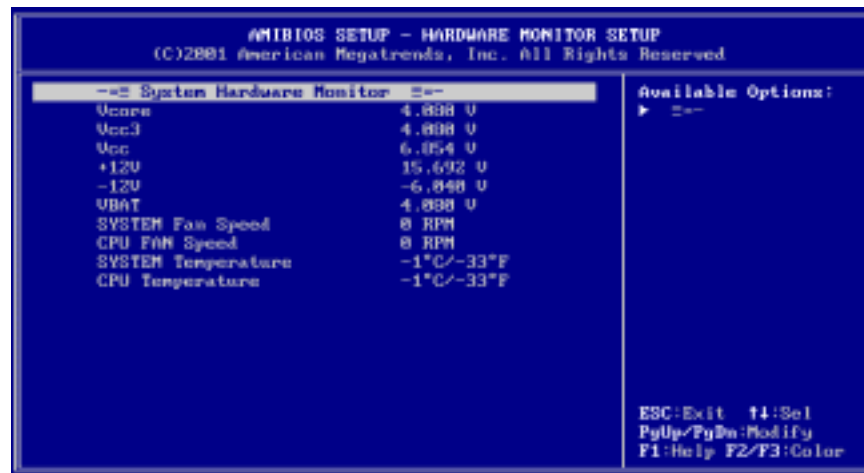 AMIBIOS SETUP - HARDWARE MONITOR SETUP
(C)2001 American Megatrends, Inc. All Rights Reserved
-=≡ System Hardware Monitor ≡=-
Vcore 4.080 V
Vcc3 4.080 V
Vcc 6.854 V
+12V 15.692 V
-12V -6.040 V
VBAT 4.080 V
SYSTEM Fan Speed 0 RPM
CPU FAN Speed 0 RPM
SYSTEM Temperature -1°C/-33°F
CPU Temperature -1°C/-33°F
Available Options:
► ≡=-
ESC:Exit ↑↓:Sel
PgUp/PgDn:Modify
F1:Help F2/F3:Color